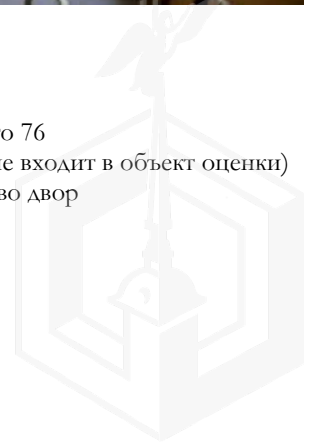 о 76
е входит в объект оценки)
во двор